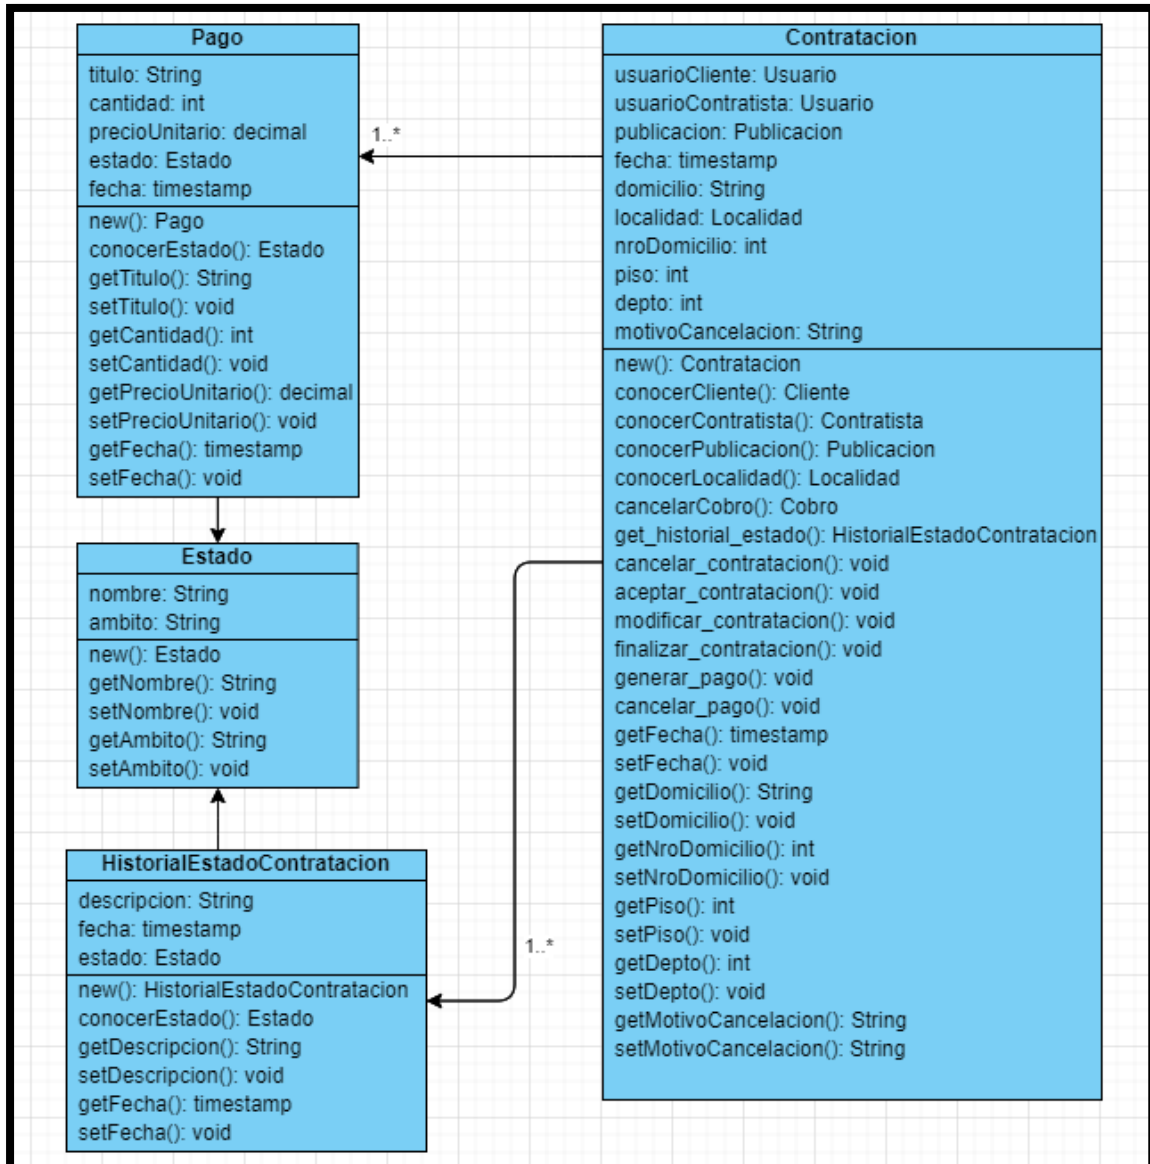 Pago
titulo: String
cantidad: int
precioUnitario: decimal
estado: Estado
fecha: timestamp
new(): Pago
conocerEstado(): Estado
getTitulo(): String
setTitulo(): void
getCantidad(): int
setCantidad(): void
getPrecioUnitario(): decimal
setPrecioUnitario(): void
getFecha(): timestamp
setFecha(): void
1..*
Estado
nombre: String
ambito: String
new(): Estado
getNombre(): String
setNombre(): void
getAmbito(): String
setAmbito(): void
HistorialEstadoContratacion
descripcion: String
fecha: timestamp
estado: Estado
new(): HistorialEstadoContratacion
conocerEstado(): Estado
getDescripcion(): String
setDescripcion(): void
getFecha(): timestamp
setFecha(): void
1..*
Contratacion
usuarioCliente: Usuario
usuarioContratista: Usuario
publicacion: Publicacion
fecha: timestamp
domicilio: String
localidad: Localidad
nroDomicilio: int
piso: int
depto: int
motivoCancelacion: String
new(): Contratacion
conocerCliente(): Cliente
conocerContratista(): Contratista
conocerPublicacion(): Publicacion
conocerLocalidad(): Localidad
cancelarCobro(): Cobro
get_historial_estado(): HistorialEstadoContratacion
cancelar_contratacion(): void
aceptar_contratacion(): void
modificar_contratacion(): void
finalizar_contratacion(): void
generar_pago(): void
cancelar_pago(): void
getFecha(): timestamp
setFecha(): void
getDomicilio(): String
setDomicilio(): void
getNroDomicilio(): int
setNroDomicilio(): void
getPiso(): int
setPiso(): void
getDepto(): int
setDepto(): void
getMotivoCancelacion(): String
setMotivoCancelacion(): String